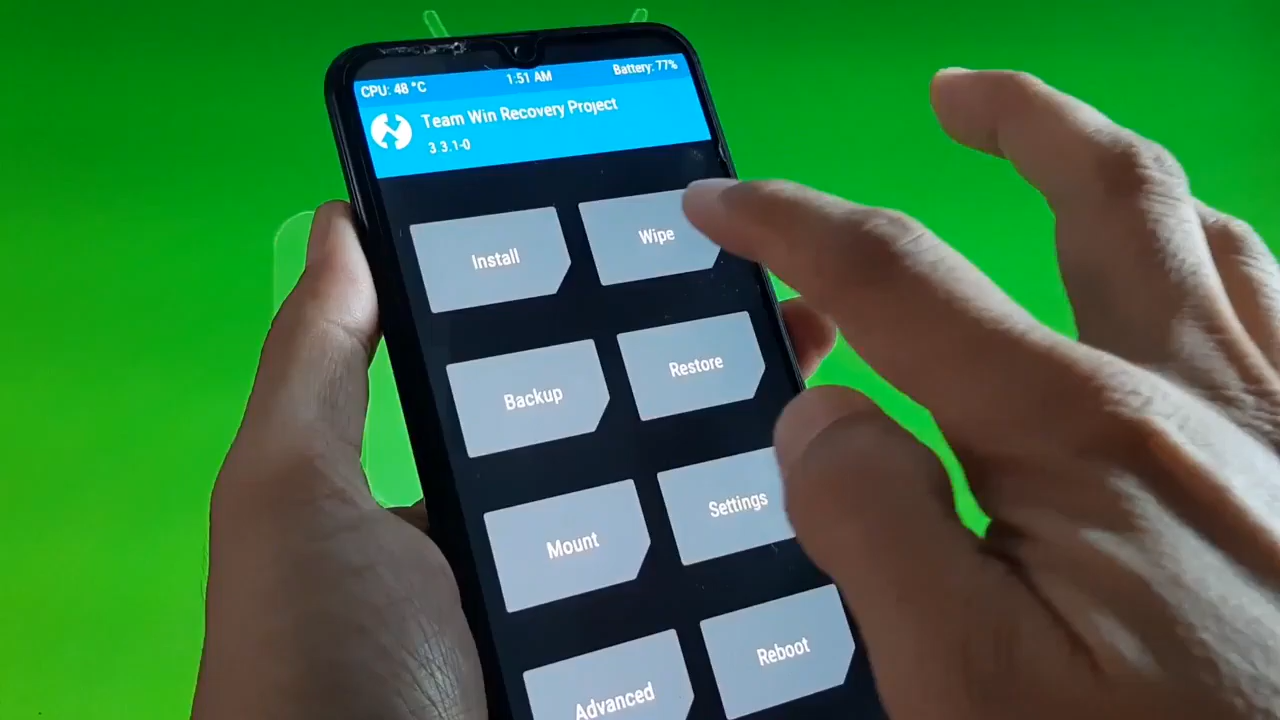 CPU: 48 °C 1:51 AM Battery: 77%
Team Win Recovery Project
3.3.1-0
Install
Wipe
Backup
Restore
Mount
Settings
Advanced
Reboot